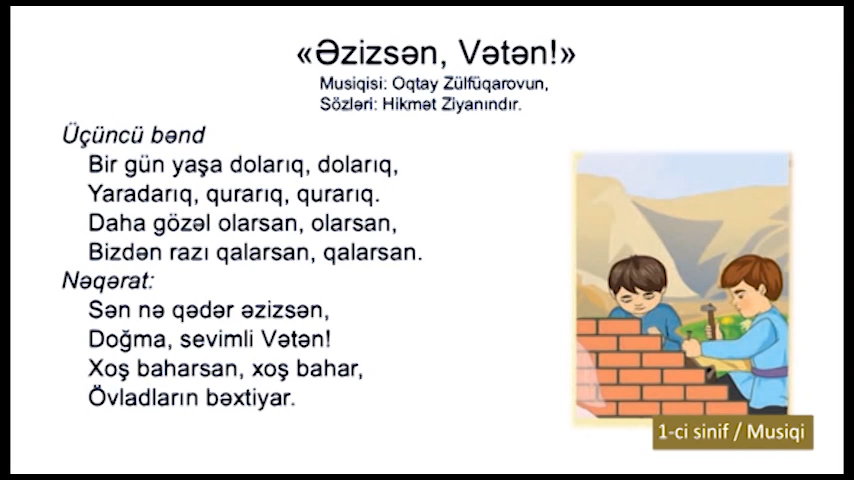 «Əzizsən, Vətən!»
Musiqisi: Oqtay Zülfüqarovun,
Sözləri: Hikmət Ziyanındır.
Üçüncü bənd
Bir gün yaşa dolarıq, dolarıq,
Yaradarıq, qurarıq, qurarıq.
Daha gözəl olarsan, olarsan,
Bizdən razı qalarsan, qalarsan.
Nəqərat:
Sən nə qədər əzizsən,
Doğma, sevimli Vətən!
Xoş baharsan, xoş bahar,
Övladların bəxtiyar.
1-ci sinif / Musiqi